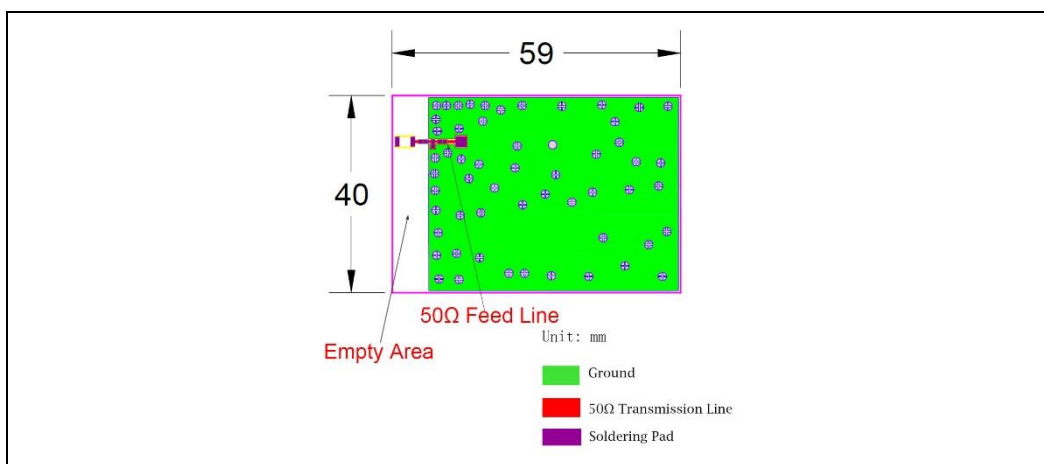 59
40
50Ω Feed Line
Empty Area
Unit: mm
Ground
50Ω Transmission Line
Soldering Pad